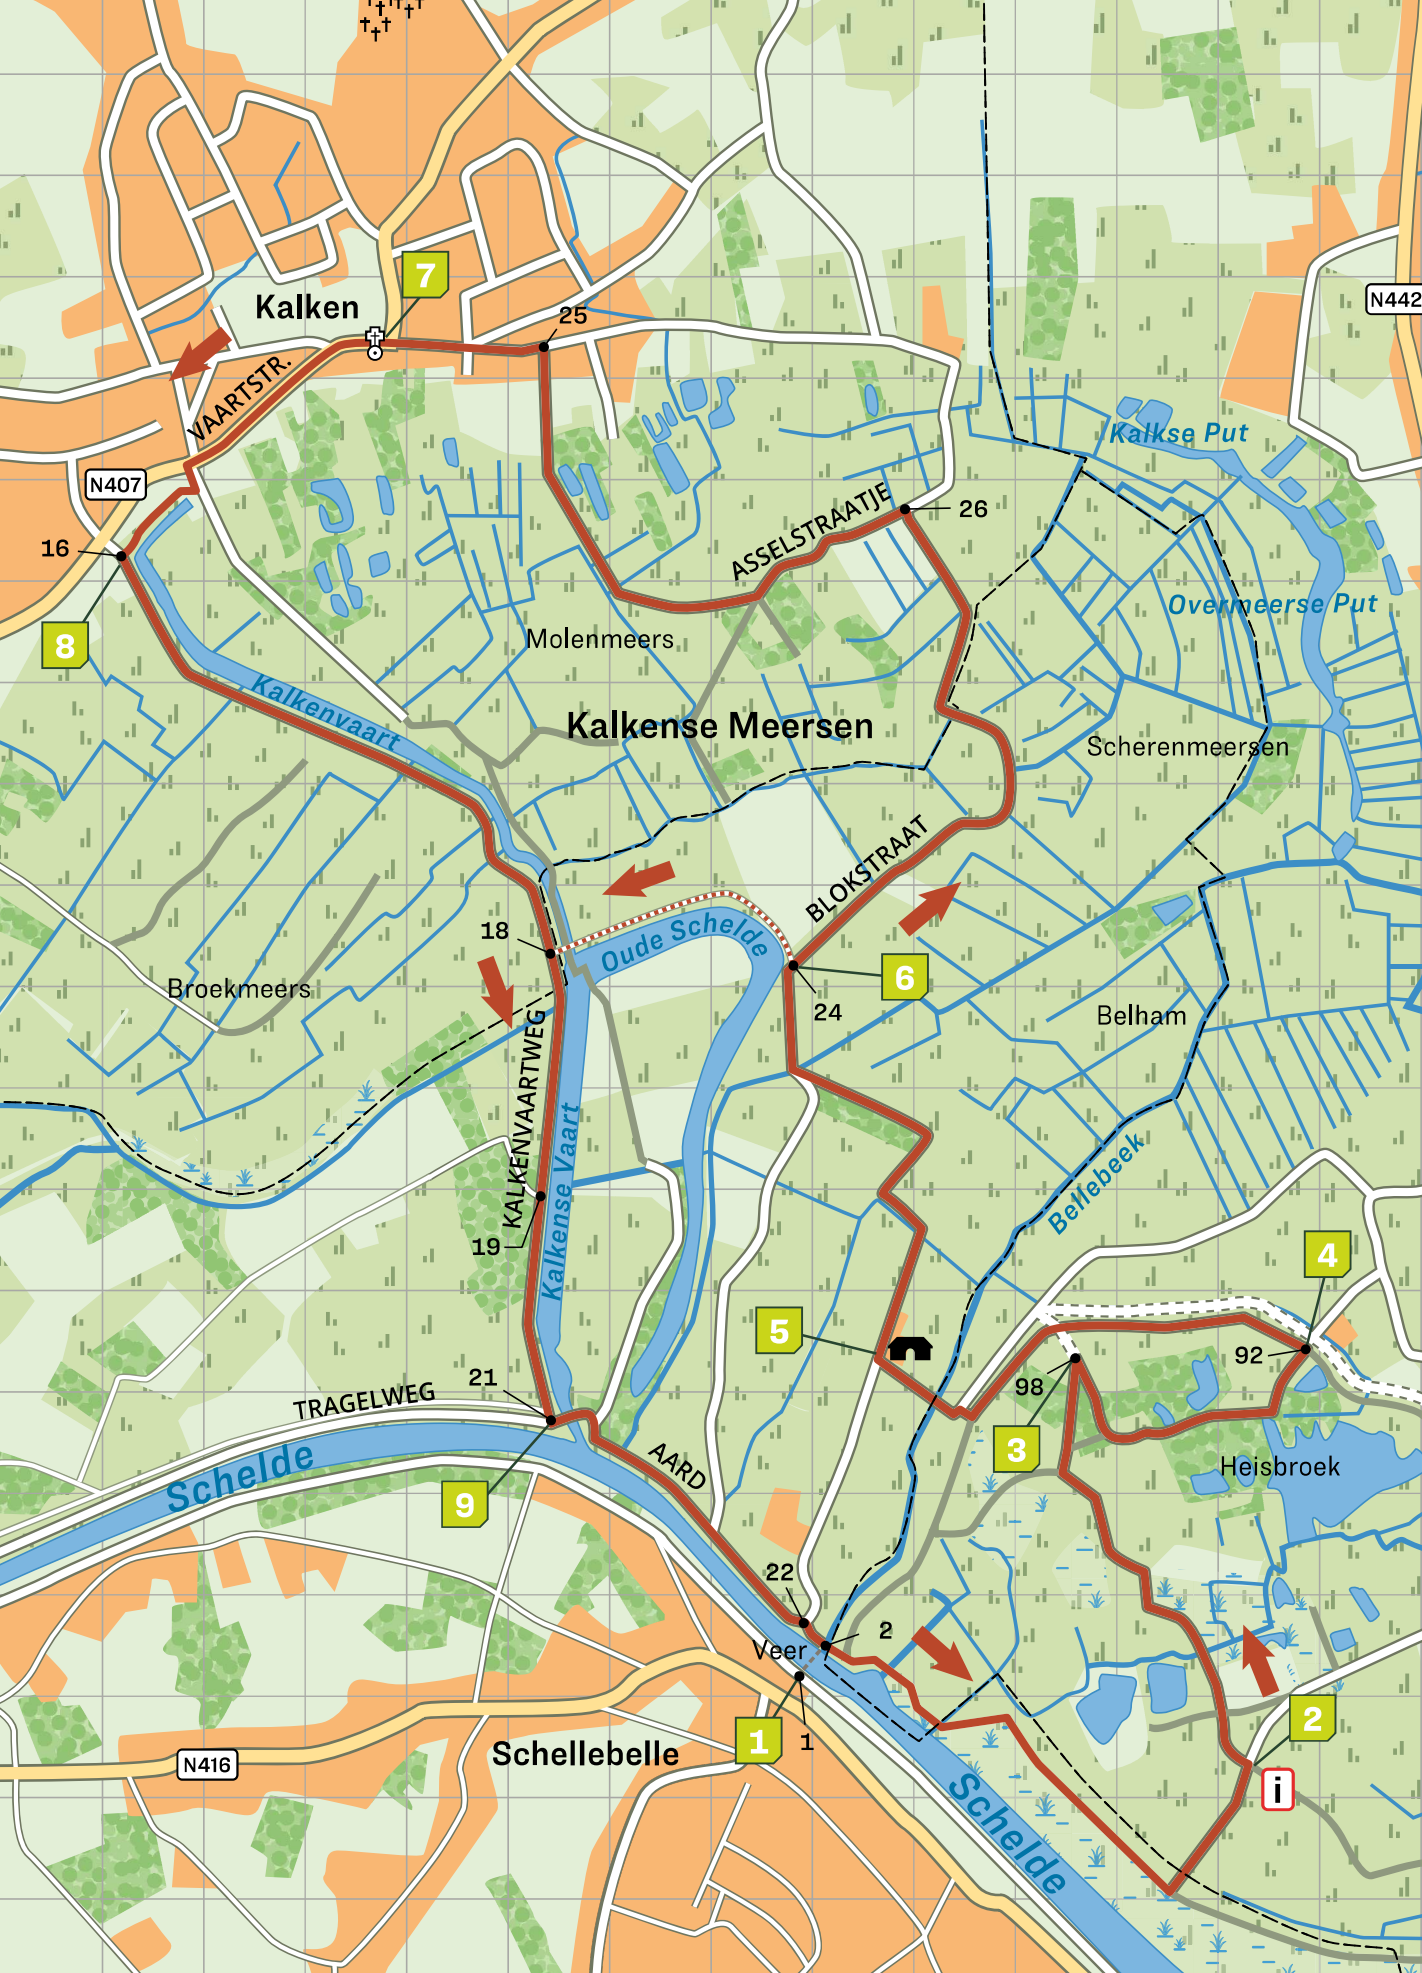 7
Kalken
25
N442
VAARTSTR.
Kalkse Put
N407
ASSELSTRAATJE
26
16
Overmeerse Put
8
Molenmeers
Kalkenvaart
Kalkense Meersen
Scherenmeersen
BLOKSTRAAT
18
Oude Schelde
6
Broekmeers
24
Belham
KALKENVAARTWEG
Kalkense Vaart
Bellebeek
19
4
5
92
98
21
TRAGELWEG
3
AARD
Heisbroek
Schelde
9
22
2
Veer
2
1
1
Schellebelle
N416
i
Schelde